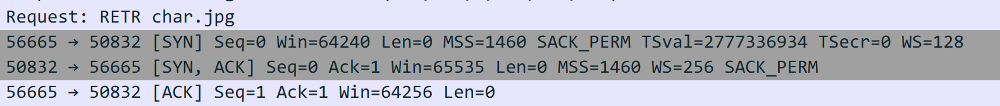 Request: RETR char.jpg
56665 → 50832 [SYN] Seq=0 Win=64240 Len=0 MSS=1460 SACK_PERM TSval=2777336934 TSecr=0 WS=128
50832 → 56665 [SYN, ACK] Seq=0 Ack=1 Win=65535 Len=0 MSS=1460 WS=256 SACK_PERM
56665 → 50832 [ACK] Seq=1 Ack=1 Win=64256 Len=0